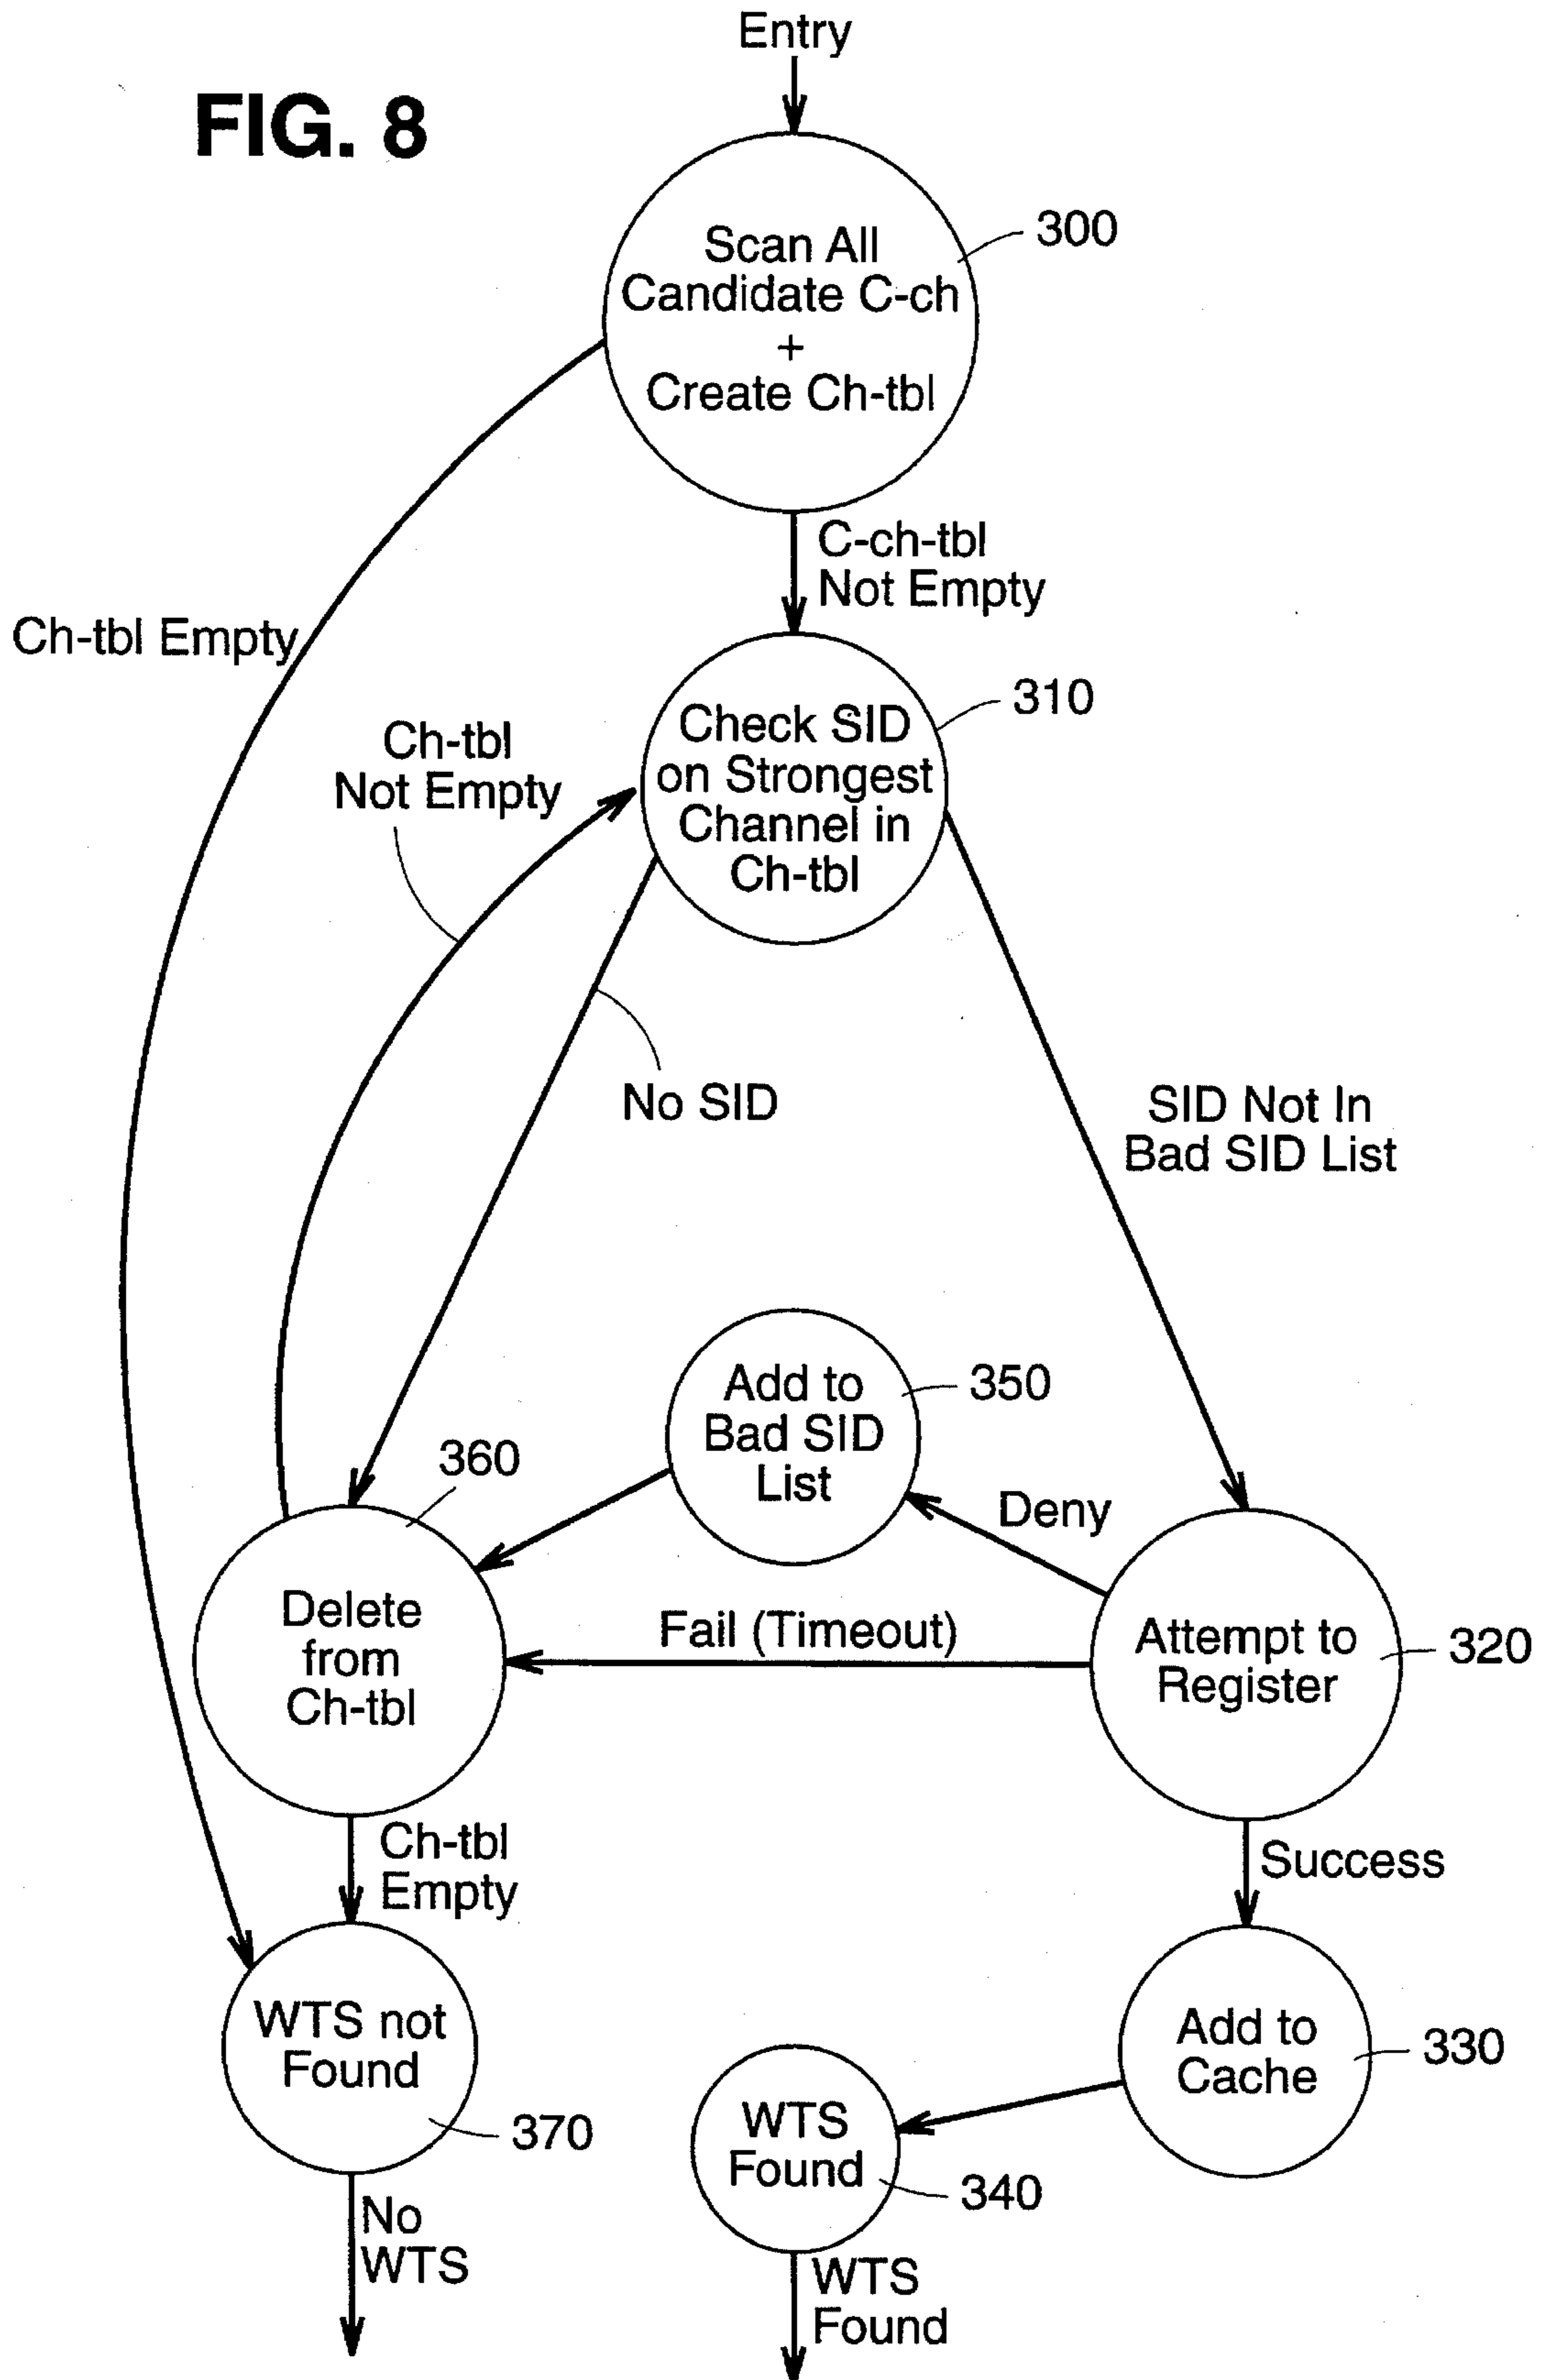 Entry
FIG. 8
Scan All
Candidate C-ch
+
Create Ch-tbl
300
C-ch-tbl
Not Empty
Ch-tbl Empty
Check SID
on Strongest
Channel in
Ch-tbl
310
Ch-tbl
Not Empty
No SID
SID Not In
Bad SID List
Add to
Bad SID
List
350
360
Deny
Delete
from
Ch-tbl
Fail (Timeout)
Attempt to
Register
320
Ch-tbl
Empty
Success
WTS not
Found
370
Add to
Cache
330
WTS
Found
340
No
WTS
WTS
Found